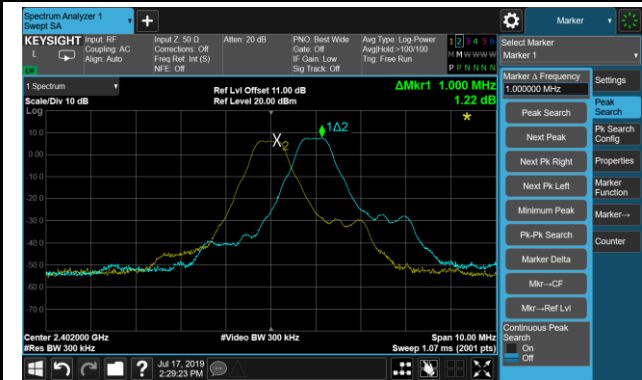 Spectrum Analyzer 1
Swept SA
+
Marker
KEYSIGHT
L
Input: RF
Coupling: AC
Align: Auto
Input Z: 50 Ω
Corrections: Off
Freq Ref: Int (S)
NFE: Off
Atten: 20 dB
PNO: Best Wide
Gate: Off
IF Gain: Low
Sig Track: Off
Avg Type: Log-Power
Avg|Hold:>100/100
Trig: Free Run
1 2 3 4 5 6
M M W W W W
P P N N N N
Select Marker
Marker 1
1 Spectrum
Scale/Div 10 dB
Ref Lvl Offset 11.00 dB
Ref Level 20.00 dBm
ΔMkr1 1.000 MHz
1.22 dB
Log
10.0
0.00
-10.0
-20.0
-30.0
-40.0
-50.0
-60.0
-70.0
*
X2
1Δ2
Center 2.402000 GHz
#Res BW 300 kHz
#Video BW 300 kHz
Span 10.00 MHz
Sweep 1.07 ms (2001 pts)
Marker Δ Frequency
1.000000 MHz
Peak Search
Next Peak
Next Pk Right
Next Pk Left
Minimum Peak
Pk-Pk Search
Marker Delta
Mkr→CF
Mkr→Ref Lvl
Continuous Peak
Search
On
Off
Settings
Peak
Search
Pk Search
Config
Properties
Marker
Function
Marker→
Counter
?
Jul 17, 2019
2:29:23 PM